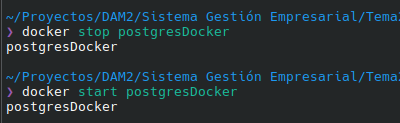 ~/Proyectos/DAM2/Sistema Gestión Empresarial/Tema
❯ docker stop postgresDocker
postgresDocker
~/Proyectos/DAM2/Sistema Gestión Empresarial/Tema
❯ docker start postgresDocker
postgresDocker